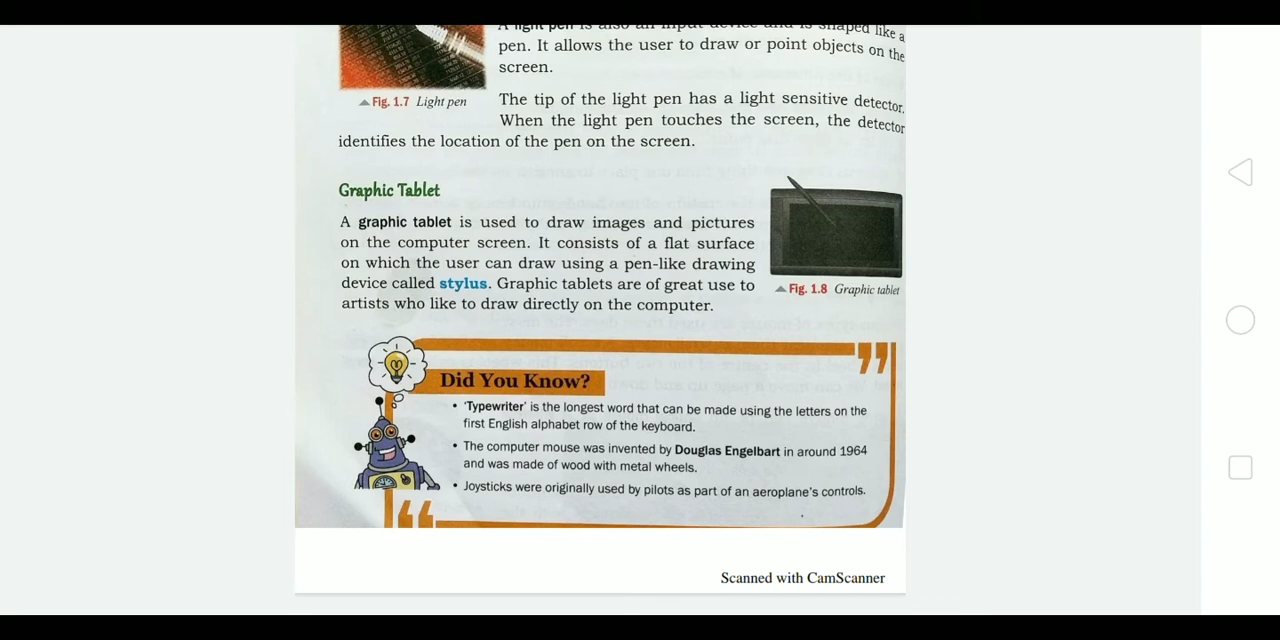 A light pen is also an input device and is shaped like a
pen. It allows the user to draw or point objects on the
screen.
▲ Fig. 1.7 Light pen
The tip of the light pen has a light sensitive detector.
When the light pen touches the screen, the detector
identifies the location of the pen on the screen.
Graphic Tablet
A graphic tablet is used to draw images and pictures
on the computer screen. It consists of a flat surface
on which the user can draw using a pen-like drawing
device called stylus. Graphic tablets are of great use to
artists who like to draw directly on the computer.
▲ Fig. 1.8 Graphic tablet
Did You Know?
• 'Typewriter' is the longest word that can be made using the letters on the
first English alphabet row of the keyboard.
• The computer mouse was invented by Douglas Engelbart in around 1964
and was made of wood with metal wheels.
• Joysticks were originally used by pilots as part of an aeroplane's controls.
Scanned with CamScanner